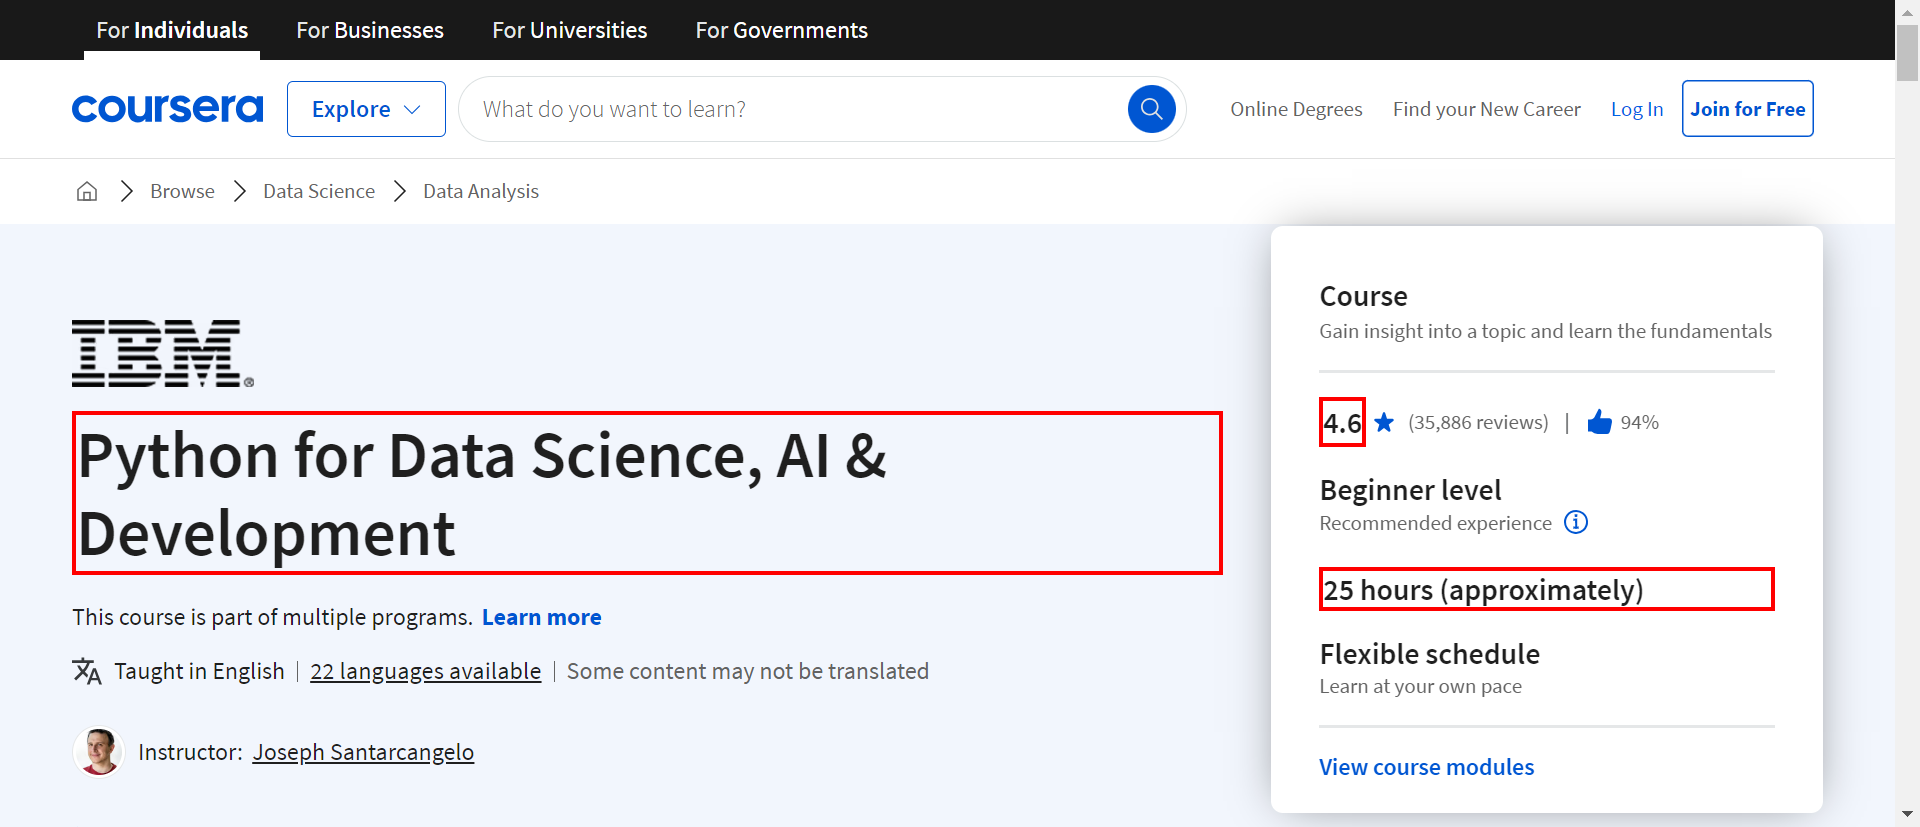 For Individuals
For Businesses
For Universities
For Governments
coursera
Explore
What do you want to learn?
Online Degrees
Find your New Career
Log In
Join for Free
Browse
Data Science
Data Analysis
IBM®
Python for Data Science, AI &
Development
This course is part of multiple programs. Learn more
Taught in English | 22 languages available | Some content may not be translated
Instructor: Joseph Santarcangelo
Course
Gain insight into a topic and learn the fundamentals
4.6 ★ (35,886 reviews) | 94%
Beginner level
Recommended experience
25 hours (approximately)
Flexible schedule
Learn at your own pace
View course modules